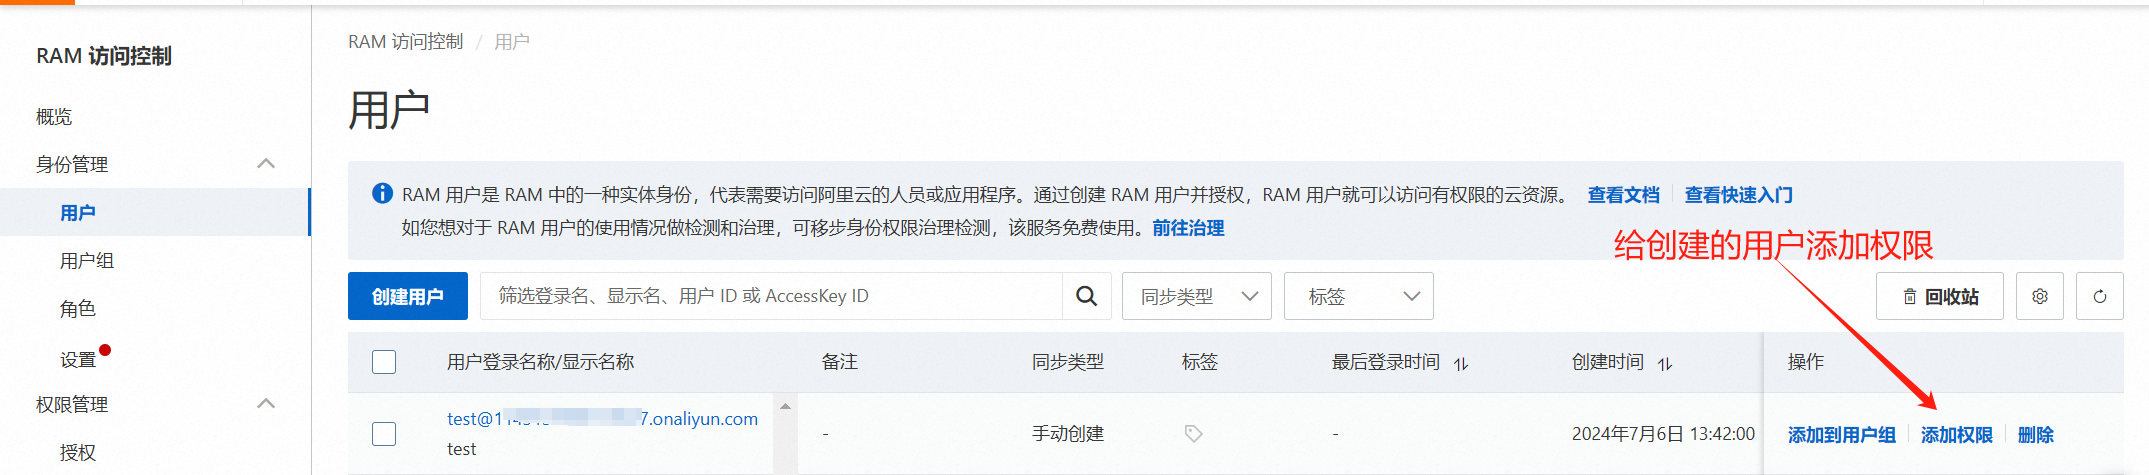 RAM 访问控制
概览
身份管理
用户
用户组
角色
设置
权限管理
授权
RAM 访问控制 / 用户
用户
RAM 用户是 RAM 中的一种实体身份，代表需要访问阿里云的人员或应用程序。通过创建 RAM 用户并授权，RAM 用户就可以访问有权限的云资源。 查看文档 查看快速入门
如您想对于 RAM 用户的使用情况做检测和治理，可移步身份权限治理检测，该服务免费使用。前往治理
给创建的用户添加权限
创建用户 筛选登录名、显示名、用户 ID 或 AccessKey ID 同步类型 标签 回收站
用户登录名称/显示名称 备注 同步类型 标签 最后登录时间 创建时间 操作
test@1 7.onaliyun.com - 手动创建 - 2024年7月6日 13:42:00 添加到用户组 添加权限 删除
test